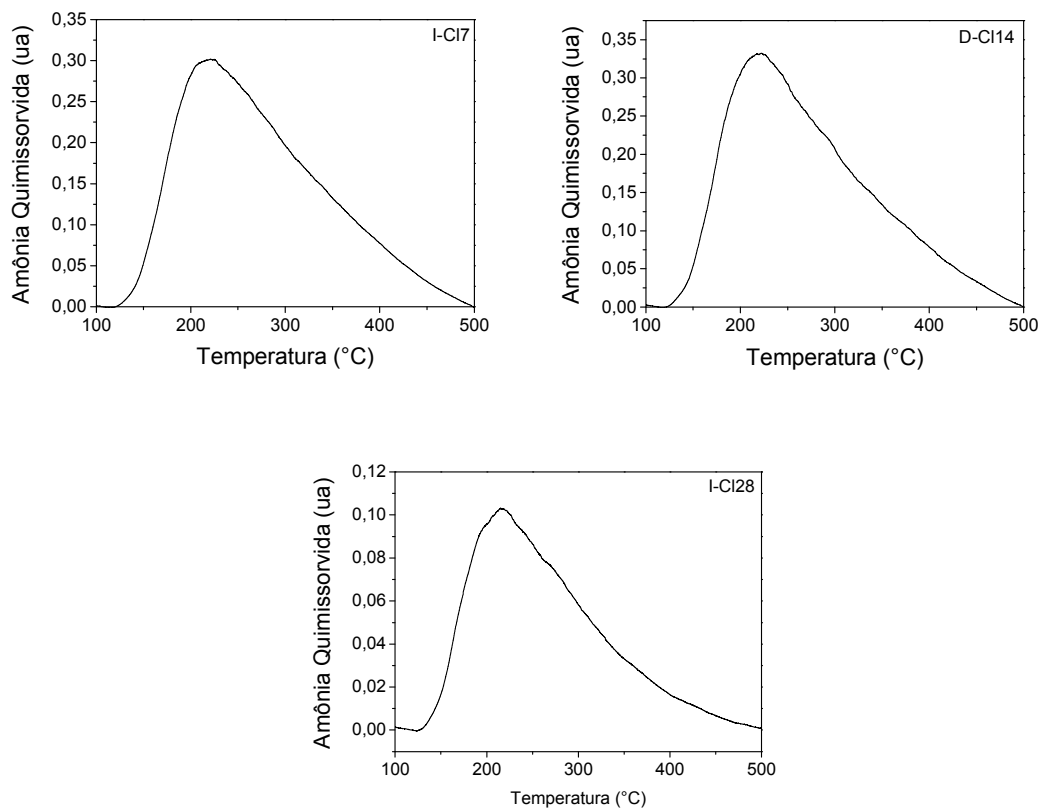 I-Cl7
Amônia Quimissorvida (ua)
0,35
0,30
0,25
0,20
0,15
0,10
0,05
0,00
100 200 300 400 500
Temperatura (°C)
D-Cl14
Amônia Quimissorvida (ua)
0,35
0,30
0,25
0,20
0,15
0,10
0,05
0,00
100 200 300 400 500
Temperatura (°C)
I-Cl28
Amônia Quimissorvida (ua)
0,12
0,10
0,08
0,06
0,04
0,02
0,00
100 200 300 400 500
Temperatura (°C)